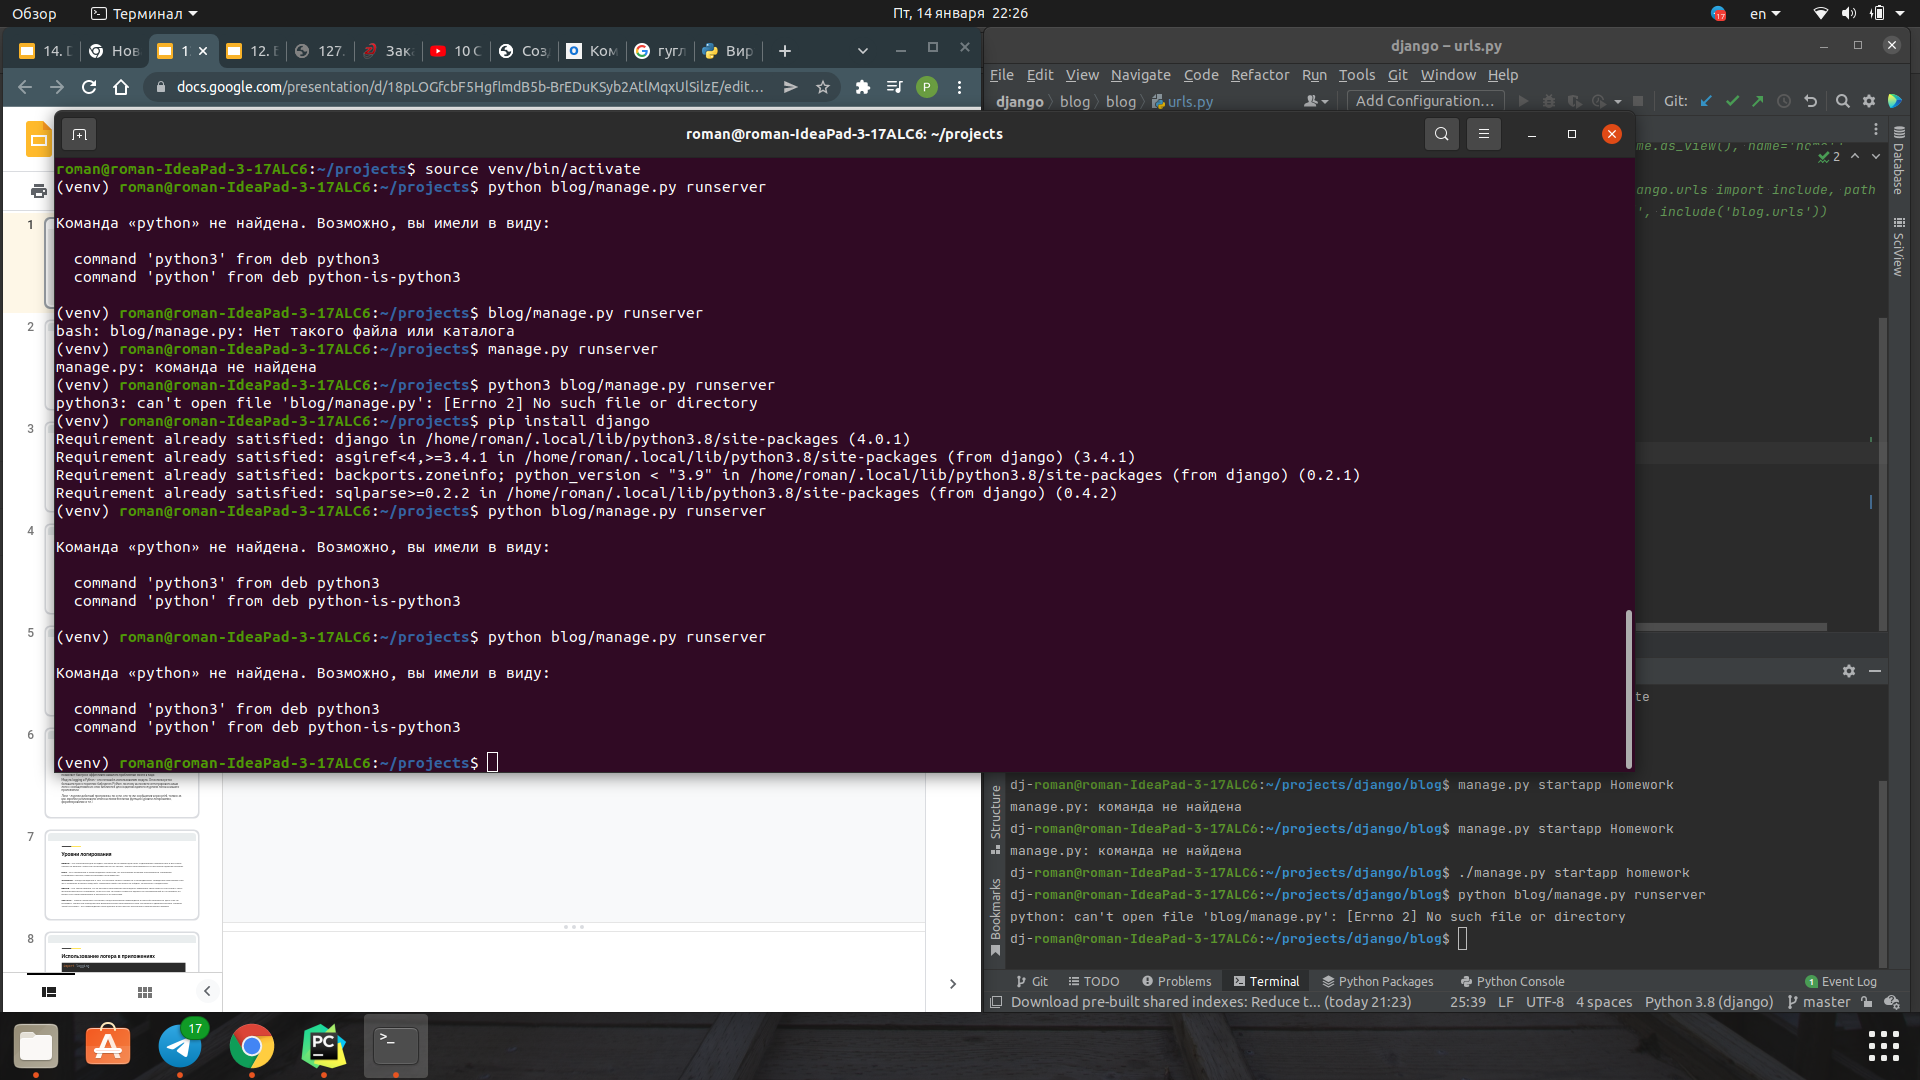 Обзор
Терминал
Пт, 14 января 22:26
17
en
14. D
Нов
1
12. E
127.
Зака
10 C
Созд
Ком
гугл
Вир
docs.google.com/presentation/d/18pLOGfcbF5HgflmdB5b-BrEDuKSyb2AtlMqxUlSilzE/edit...
P
django – urls.py
File Edit View Navigate Code Refactor Run Tools Git Window Help
django blog blog urls.py
Add Configuration...
Git:
roman@roman-IdeaPad-3-17ALC6: ~/projects
roman@roman-IdeaPad-3-17ALC6:~/projects$ source venv/bin/activate
(venv) roman@roman-IdeaPad-3-17ALC6:~/projects$ python blog/manage.py runserver
Команда «python» не найдена. Возможно, вы имели в виду:
command 'python3' from deb python3
command 'python' from deb python-is-python3
(venv) roman@roman-IdeaPad-3-17ALC6:~/projects$ blog/manage.py runserver
bash: blog/manage.py: Нет такого файла или каталога
(venv) roman@roman-IdeaPad-3-17ALC6:~/projects$ manage.py runserver
manage.py: команда не найдена
(venv) roman@roman-IdeaPad-3-17ALC6:~/projects$ python3 blog/manage.py runserver
python3: can't open file 'blog/manage.py': [Errno 2] No such file or directory
(venv) roman@roman-IdeaPad-3-17ALC6:~/projects$ pip install django
Requirement already satisfied: django in /home/roman/.local/lib/python3.8/site-packages (4.0.1)
Requirement already satisfied: asgiref<4,>=3.4.1 in /home/roman/.local/lib/python3.8/site-packages (from django) (3.4.1)
Requirement already satisfied: backports.zoneinfo; python_version < "3.9" in /home/roman/.local/lib/python3.8/site-packages (from django) (0.2.1)
Requirement already satisfied: sqlparse>=0.2.2 in /home/roman/.local/lib/python3.8/site-packages (from django) (0.4.2)
(venv) roman@roman-IdeaPad-3-17ALC6:~/projects$ python blog/manage.py runserver
Команда «python» не найдена. Возможно, вы имели в виду:
command 'python3' from deb python3
command 'python' from deb python-is-python3
(venv) roman@roman-IdeaPad-3-17ALC6:~/projects$ python blog/manage.py runserver
Команда «python» не найдена. Возможно, вы имели в виду:
command 'python3' from deb python3
command 'python' from deb python-is-python3
(venv) roman@roman-IdeaPad-3-17ALC6:~/projects$
me.as_view(), name='home'
2
ango.urls import include, path
', include('blog.urls'))
Database
SciView
1
2
3
4
5
6
7
Уровни логирования
8
Использование логера в приложениях
te
dj-roman@roman-IdeaPad-3-17ALC6:~/projects/django/blog$ manage.py startapp Homework
manage.py: команда не найдена
dj-roman@roman-IdeaPad-3-17ALC6:~/projects/django/blog$ manage.py startapp Homework
manage.py: команда не найдена
dj-roman@roman-IdeaPad-3-17ALC6:~/projects/django/blog$ ./manage.py startapp homework
dj-roman@roman-IdeaPad-3-17ALC6:~/projects/django/blog$ python blog/manage.py runserver
python: can't open file 'blog/manage.py': [Errno 2] No such file or directory
dj-roman@roman-IdeaPad-3-17ALC6:~/projects/django/blog$
Structure
Bookmarks
Git TODO Problems Terminal Python Packages Python Console
1 Event Log
Download pre-built shared indexes: Reduce t... (today 21:23)
25:39 LF UTF-8 4 spaces Python 3.8 (django) master
17
PC